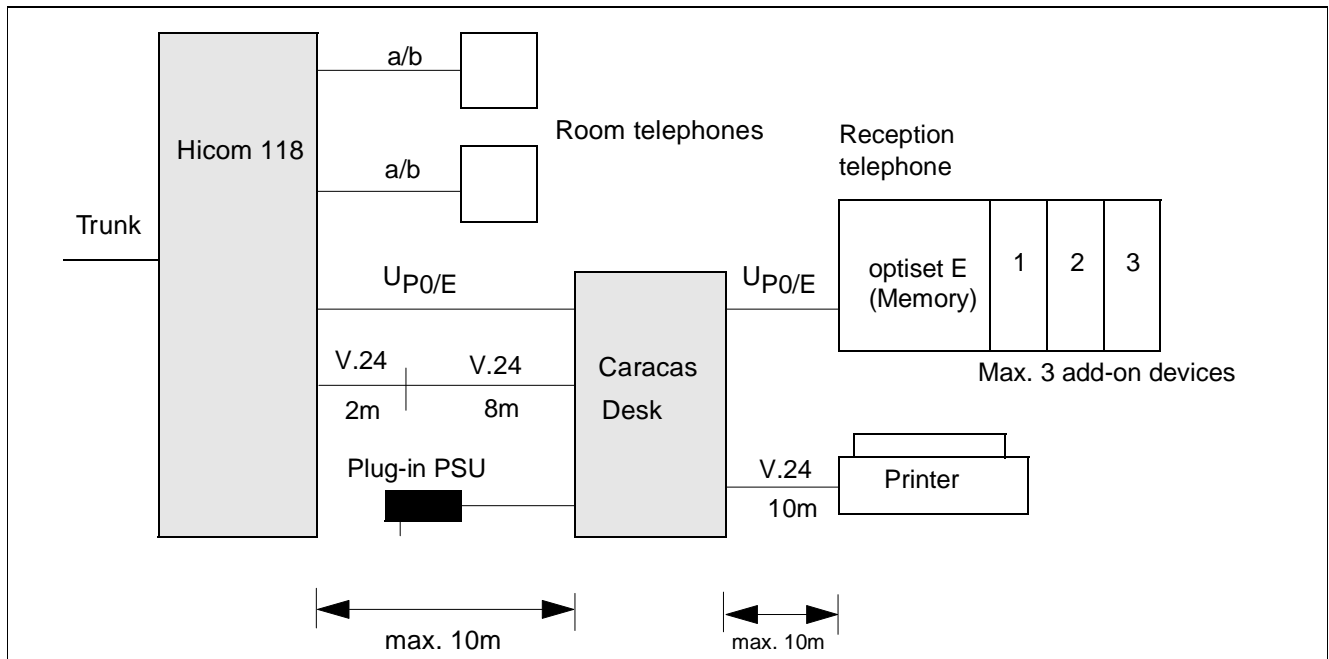 a/b
Room telephones
Hicom 118
a/b
Trunk
Reception
telephone
UP0/E
UP0/E
optiset E
(Memory)
1
2
3
Max. 3 add-on devices
V.24
V.24
2m
8m
Caracas
Desk
Plug-in PSU
V.24
10m
Printer
max. 10m
max. 10m